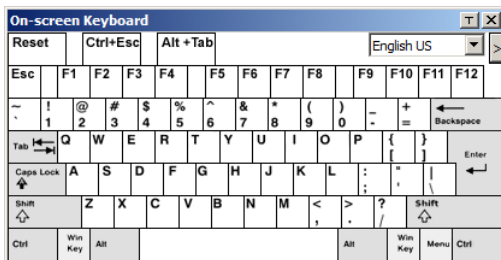 On-screen Keyboard T X
Reset Ctrl+Esc Alt +Tab English US >
Esc F1 F2 F3 F4 F5 F6 F7 F8 F9 F10 F11 F12
~ ! @ # $ % ^ & * ( ) _ +
` 1 2 3 4 5 6 7 8 9 0 - = Backspace
Tab Q W E R T Y U I O P { }
[ ] Enter
Caps Lock A S D F G H J K L : " |
; ' \
Shift Z X C V B N M < > ? Shift
, . /
Ctrl Win Key Alt Alt Win Key Menu Ctrl